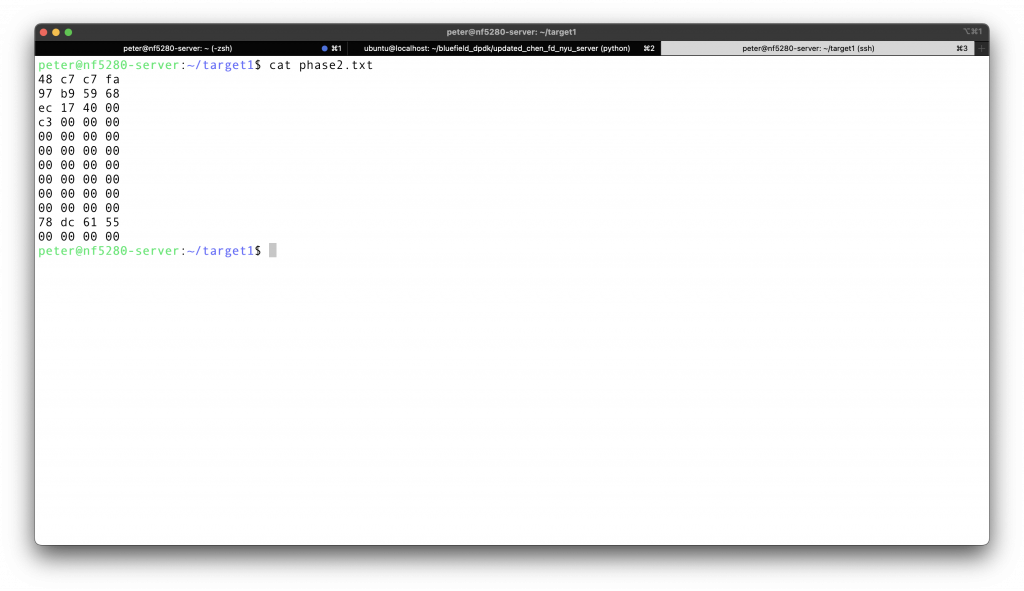 peter@nf5280-server: ~/target1
⌥⌘1
peter@nf5280-server: ~ (-zsh)
⌘1
ubuntu@localhost: ~/bluefield_dpdk/updated_chen_fd_nyu_server (python)
⌘2
peter@nf5280-server: ~/target1 (ssh)
⌘3
+
peter@nf5280-server:~/target1$ cat phase2.txt
48 c7 c7 fa
97 b9 59 68
ec 17 40 00
c3 00 00 00
00 00 00 00
00 00 00 00
00 00 00 00
00 00 00 00
00 00 00 00
00 00 00 00
78 dc 61 55
00 00 00 00
peter@nf5280-server:~/target1$